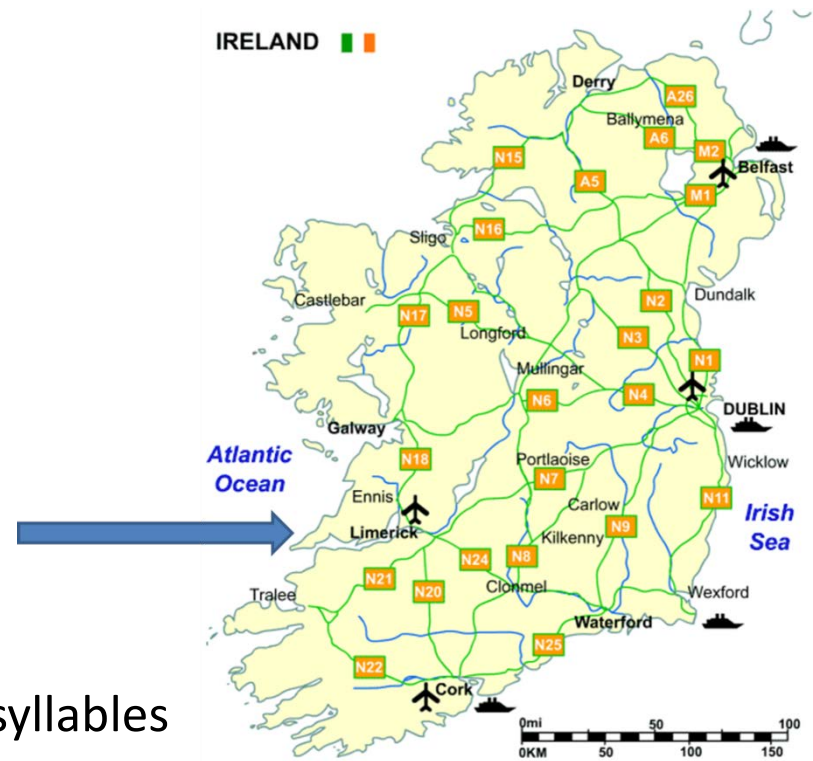 IRELAND
Derry
A26
Ballymena
A6
M2
N15
Belfast
A5
M1
N16
Sligo
Dundalk
Castlebar
N2
N17
N5
Longford
N3
N1
Mullingar
N6
N4
DUBLIN
Galway
Atlantic
Ocean
N18
Portlaoise
Wicklow
N7
Ennis
Carlow
N11
Irish
Sea
Limerick
Kilkenny
N9
N24
N8
N21
N20
Clonmel
Tralee
Wexford
Waterford
N25
N22
Cork
syllables
0mi 50 100
0KM 50 100 150